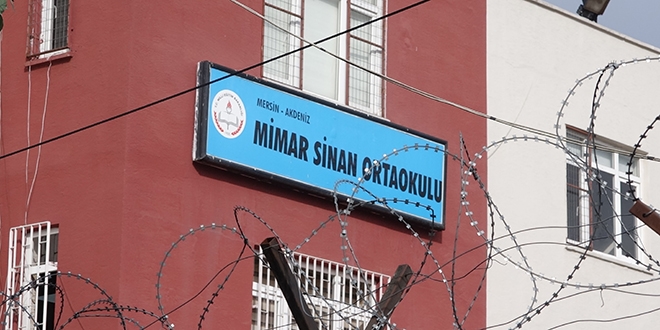 MERSİN - AKDENİZ
MİMAR SİNAN ORTAOKULU